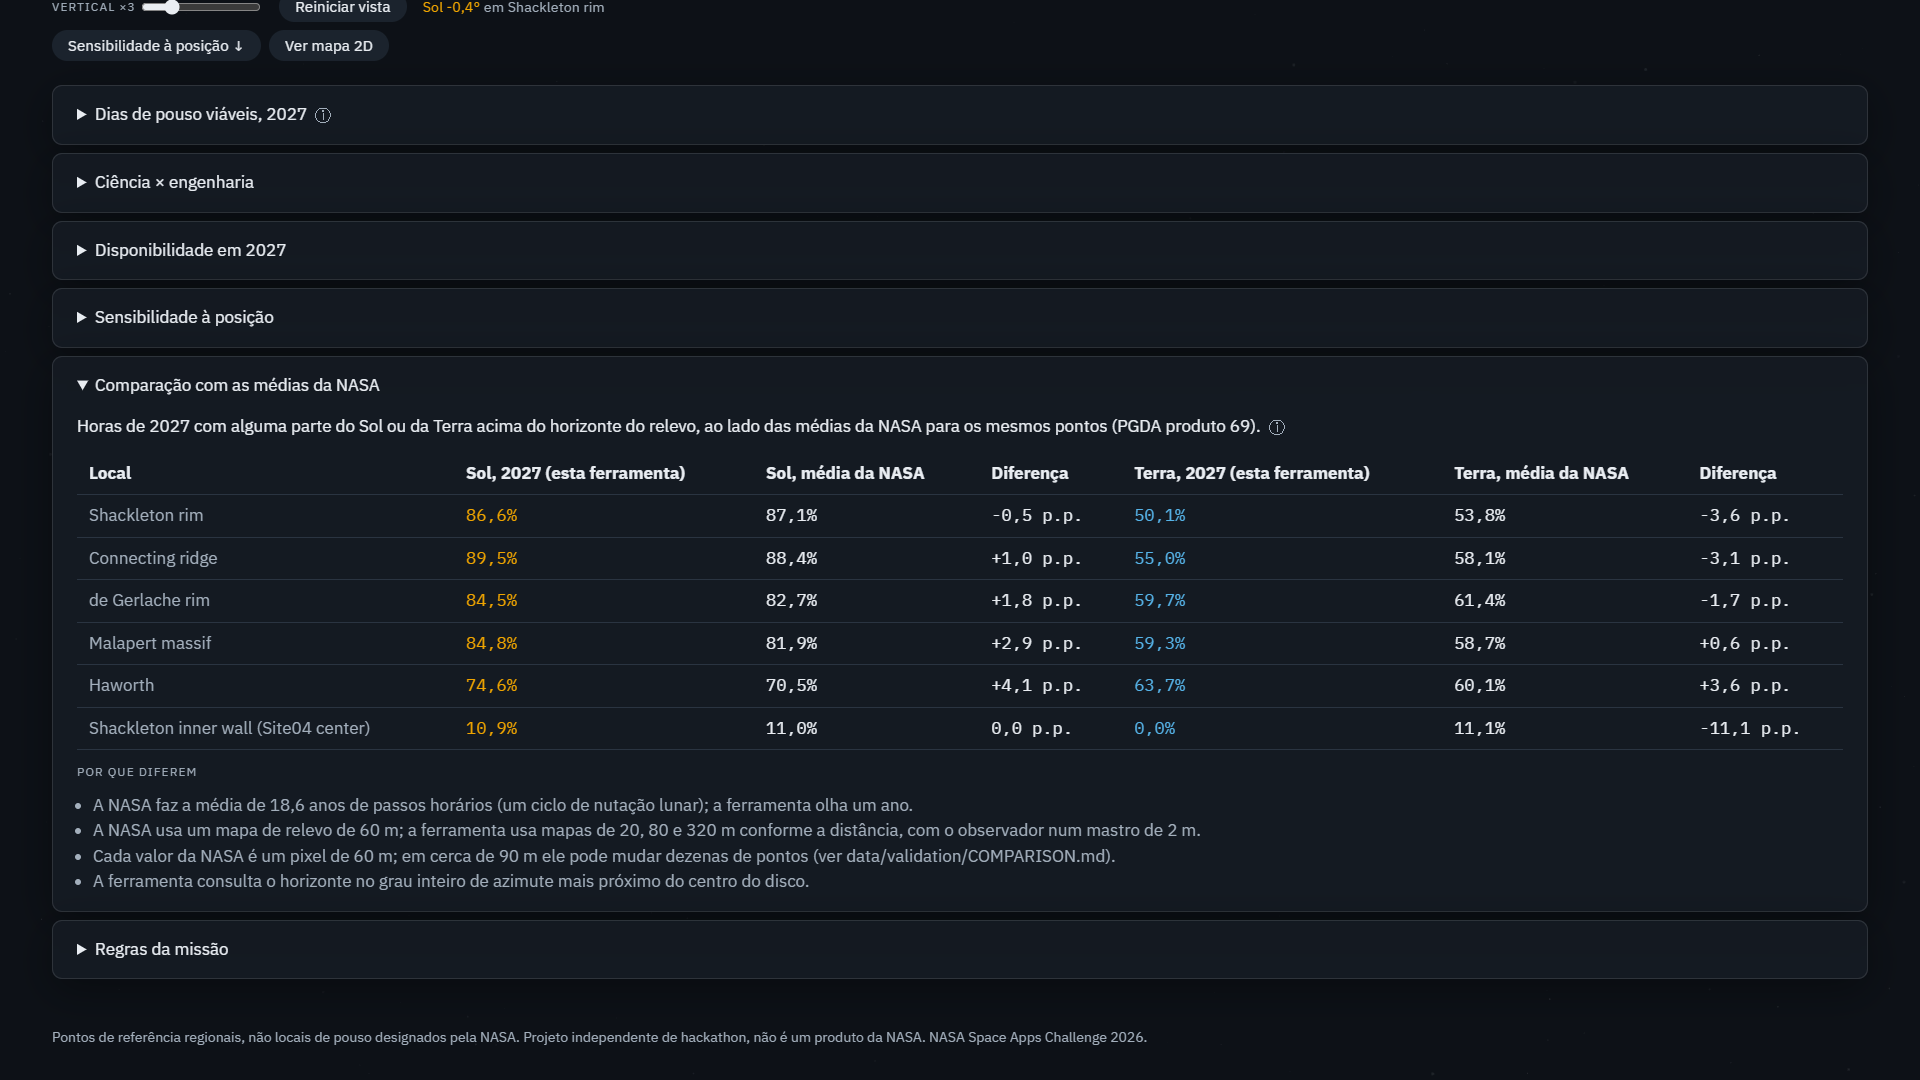 VERTICAL ×3 Reiniciar vista Sol -0,4° em Shackleton rim
Sensibilidade à posição ↓ Ver mapa 2D
▶ Dias de pouso viáveis, 2027 ⓘ
▶ Ciência × engenharia
▶ Disponibilidade em 2027
▶ Sensibilidade à posição
▼ Comparação com as médias da NASA
Horas de 2027 com alguma parte do Sol ou da Terra acima do horizonte do relevo, ao lado das médias da NASA para os mesmos pontos (PGDA produto 69). ⓘ
Local Sol, 2027 (esta ferramenta) Sol, média da NASA Diferença Terra, 2027 (esta ferramenta) Terra, média da NASA Diferença
Shackleton rim 86,6% 87,1% -0,5 p.p. 50,1% 53,8% -3,6 p.p.
Connecting ridge 89,5% 88,4% +1,0 p.p. 55,0% 58,1% -3,1 p.p.
de Gerlache rim 84,5% 82,7% +1,8 p.p. 59,7% 61,4% -1,7 p.p.
Malapert massif 84,8% 81,9% +2,9 p.p. 59,3% 58,7% +0,6 p.p.
Haworth 74,6% 70,5% +4,1 p.p. 63,7% 60,1% +3,6 p.p.
Shackleton inner wall (Site04 center) 10,9% 11,0% 0,0 p.p. 0,0% 11,1% -11,1 p.p.
POR QUE DIFEREM
• A NASA faz a média de 18,6 anos de passos horários (um ciclo de nutação lunar); a ferramenta olha um ano.
• A NASA usa um mapa de relevo de 60 m; a ferramenta usa mapas de 20, 80 e 320 m conforme a distância, com o observador num mastro de 2 m.
• Cada valor da NASA é um pixel de 60 m; em cerca de 90 m ele pode mudar dezenas de pontos (ver data/validation/COMPARISON.md).
• A ferramenta consulta o horizonte no grau inteiro de azimute mais próximo do centro do disco.
▶ Regras da missão
Pontos de referência regionais, não locais de pouso designados pela NASA. Projeto independente de hackathon, não é um produto da NASA. NASA Space Apps Challenge 2026.